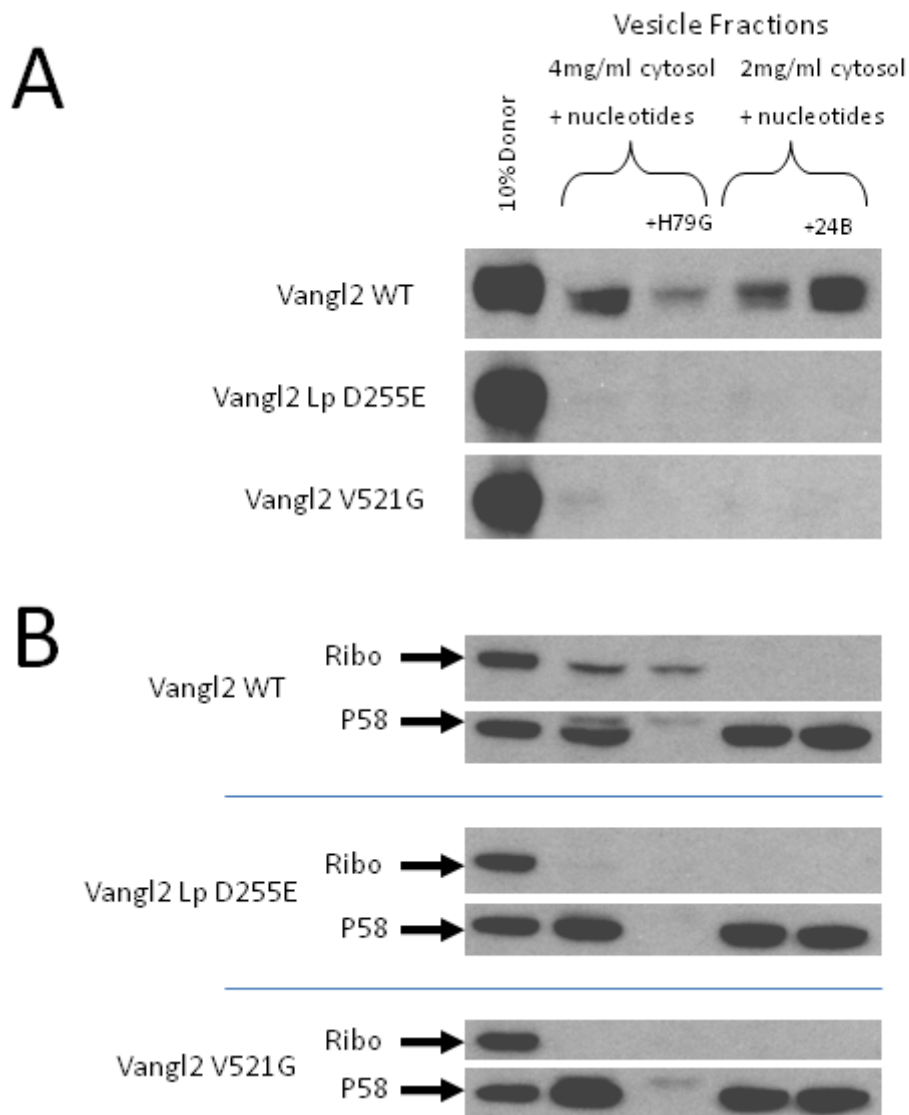 A
Vesicle Fractions
4mg/ml cytosol 2mg/ml cytosol
+ nucleotides + nucleotides
10% Donor
+H79G +24B
Vangl2 WT
Vangl2 Lp D255E
Vangl2 V521G
B
Ribo
Vangl2 WT
P58
Ribo
Vangl2 Lp D255E
P58
Ribo
Vangl2 V521G
P58